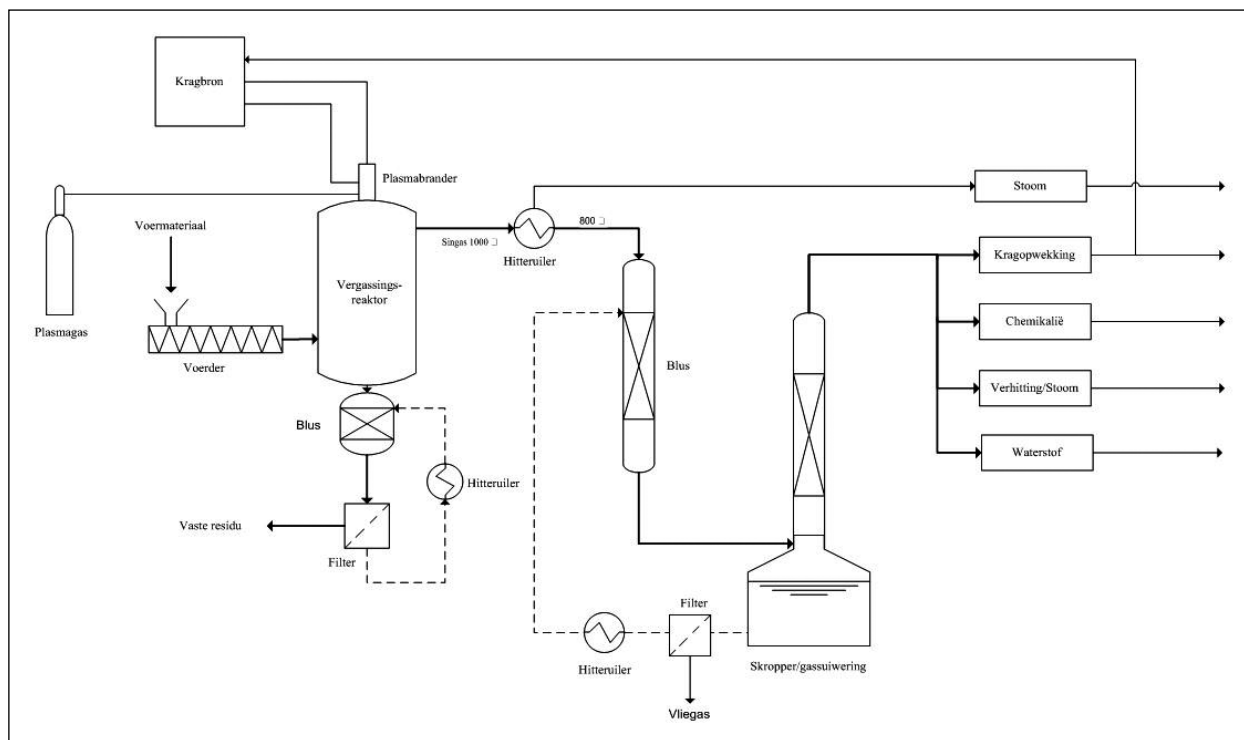 Kragbron
Plasmabrander
Stoom
800 □
Voermateriaal
Singas 1000 □
Hitteruiler
Kragopwekking
Vergassings-
reaktor
Plasmagas
Chemikalië
Voerder
Blus
Verhitting/Stoom
Blus
Waterstof
Hitteruiler
Vaste residu
Filter
Filter
Hitteruiler
Skropper/gassuiwering
Vliegas